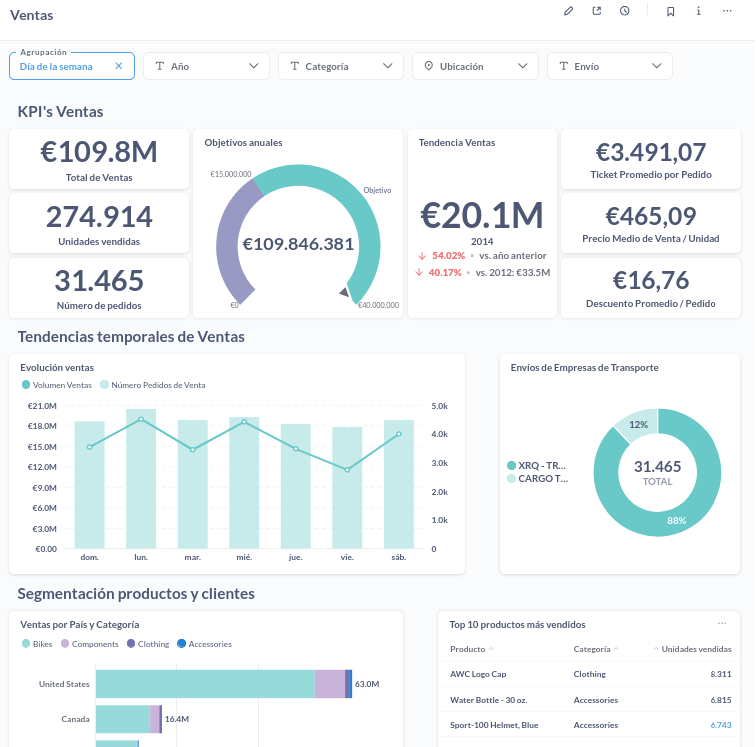 Ventas
Agrupación
Día de la semana
Año
Categoría
Ubicación
Envío
KPI's Ventas
€109.8M
Total de Ventas
274.914
Unidades vendidas
31.465
Número de pedidos
Objetivos anuales
€15.000.000
Objetivo
€109.846.381
€0
€40.000.000
Tendencia Ventas
€20.1M
2014
54.02% • vs. año anterior
40.17% • vs. 2012: €33.5M
€3.491,07
Ticket Promedio por Pedido
€465,09
Precio Medio de Venta / Unidad
€16,76
Descuento Promedio / Pedido
Tendencias temporales de Ventas
Evolución ventas
Volumen Ventas Número Pedidos de Venta
€21.0M
€18.0M
€15.0M
€12.0M
€9.0M
€6.0M
€3.0M
€0.00
5.0k
4.0k
3.0k
2.0k
1.0k
0
dom. lun. mar. mié. jue. vie. sáb.
Envíos de Empresas de Transporte
XRQ - TR...
CARGO T...
12%
31.465
TOTAL
88%
Segmentación productos y clientes
Ventas por País y Categoría
Bikes Components Clothing Accessories
United States 63.0M
Canada 16.4M
Top 10 productos más vendidos
Producto Categoría Unidades vendidas
AWC Logo Cap Clothing 8.311
Water Bottle - 30 oz. Accessories 6.815
Sport-100 Helmet, Blue Accessories 6.743